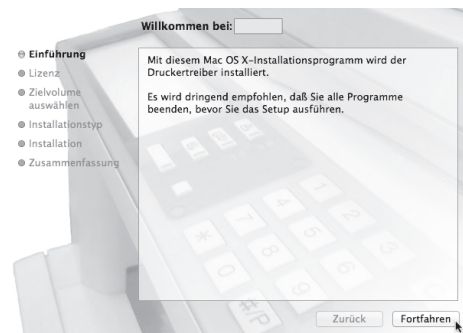 Willkommen bei:
Einführung
Lizenz
Zielvolume
auswählen
Installationstyp
Installation
Zusammenfassung
Mit diesem Mac OS X-Installationsprogramm wird der
Druckertreiber installiert.
Es wird dringend empfohlen, daß Sie alle Programme
beenden, bevor Sie das Setup ausführen.
Zurück
Fortfahren